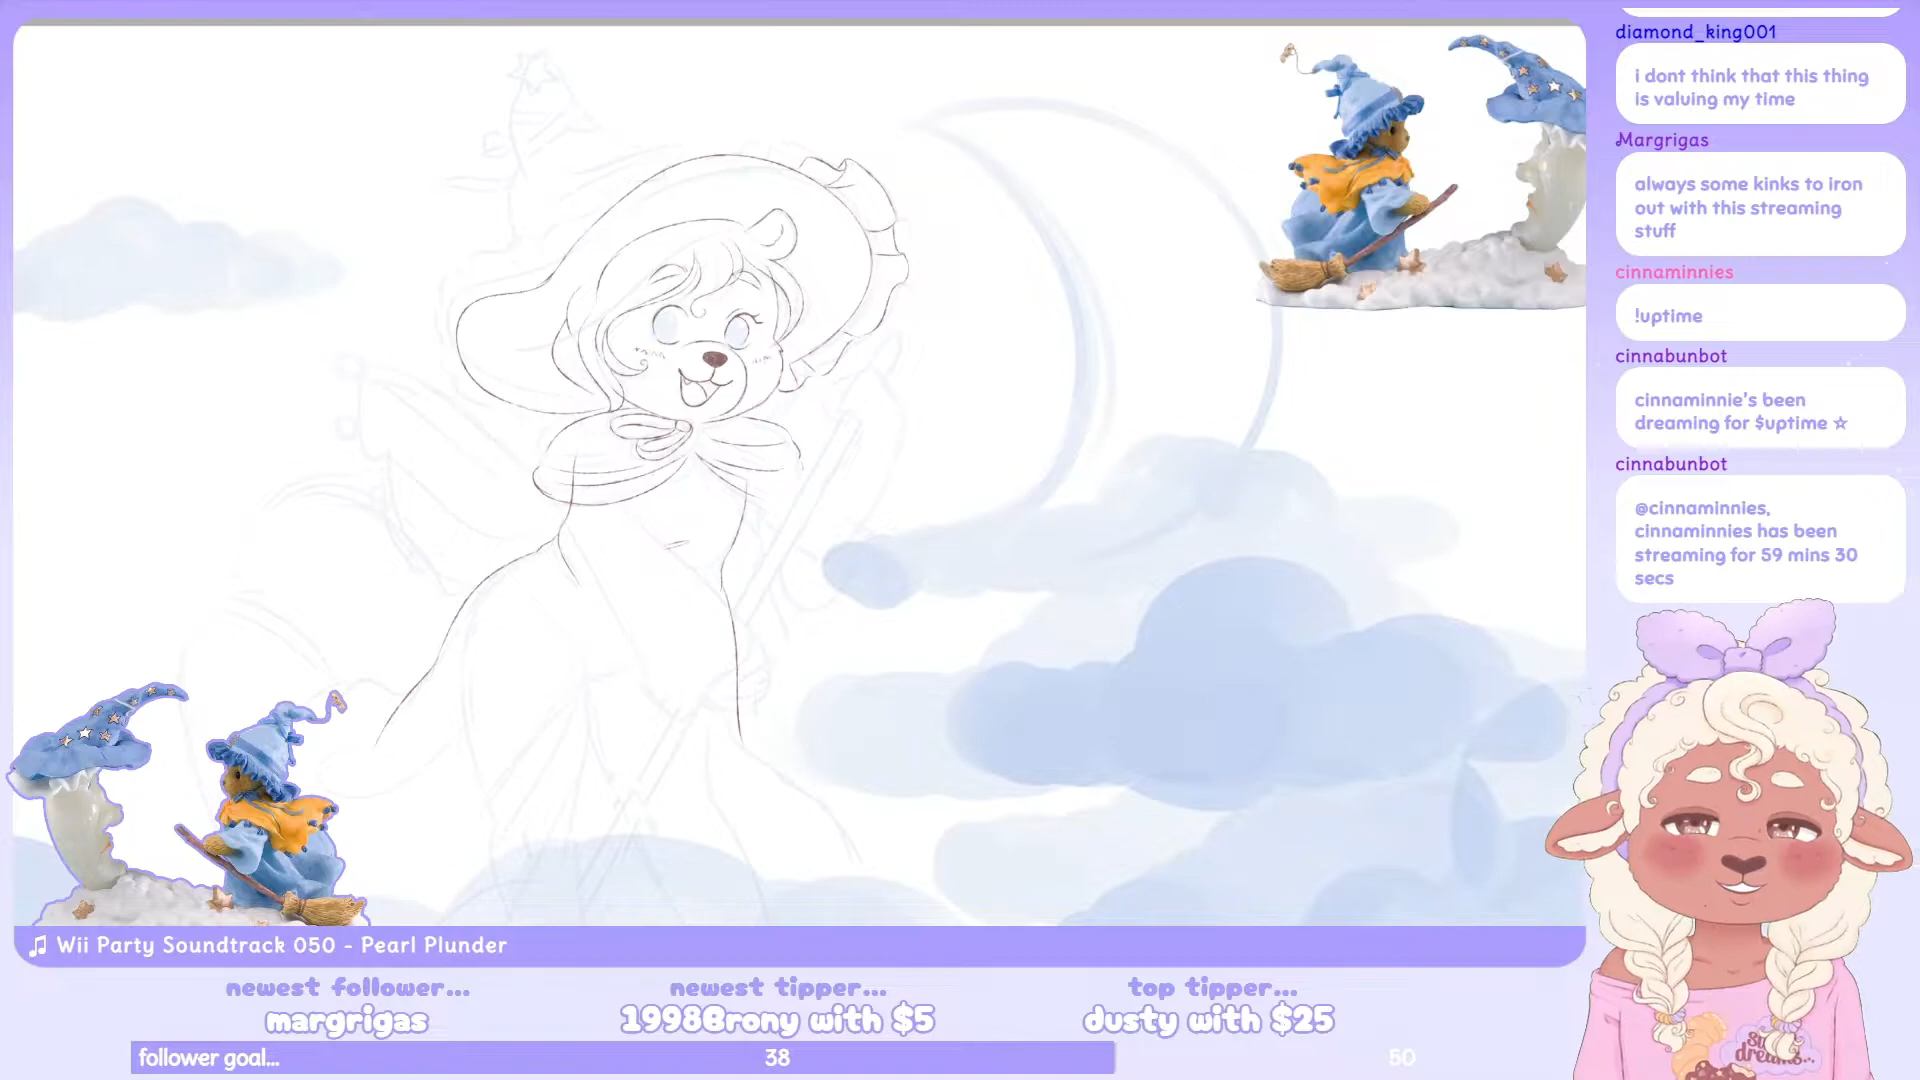 diamond_king001
i dont think that this thing
is valuing my time
Margrigas
always some kinks to iron
out with this streaming
stuff
cinnaminnies
!uptime
cinnabunbot
cinnaminnie's been
dreaming for $uptime ☆
cinnabunbot
@cinnaminnies,
cinnaminnies has been
streaming for 59 mins 30
secs
♫ Wii Party Soundtrack 050 - Pearl Plunder
newest follower...
margrigas
newest tipper...
1998Brony with $5
top tipper...
dusty with $25
follower goal...
38
50
dreams...